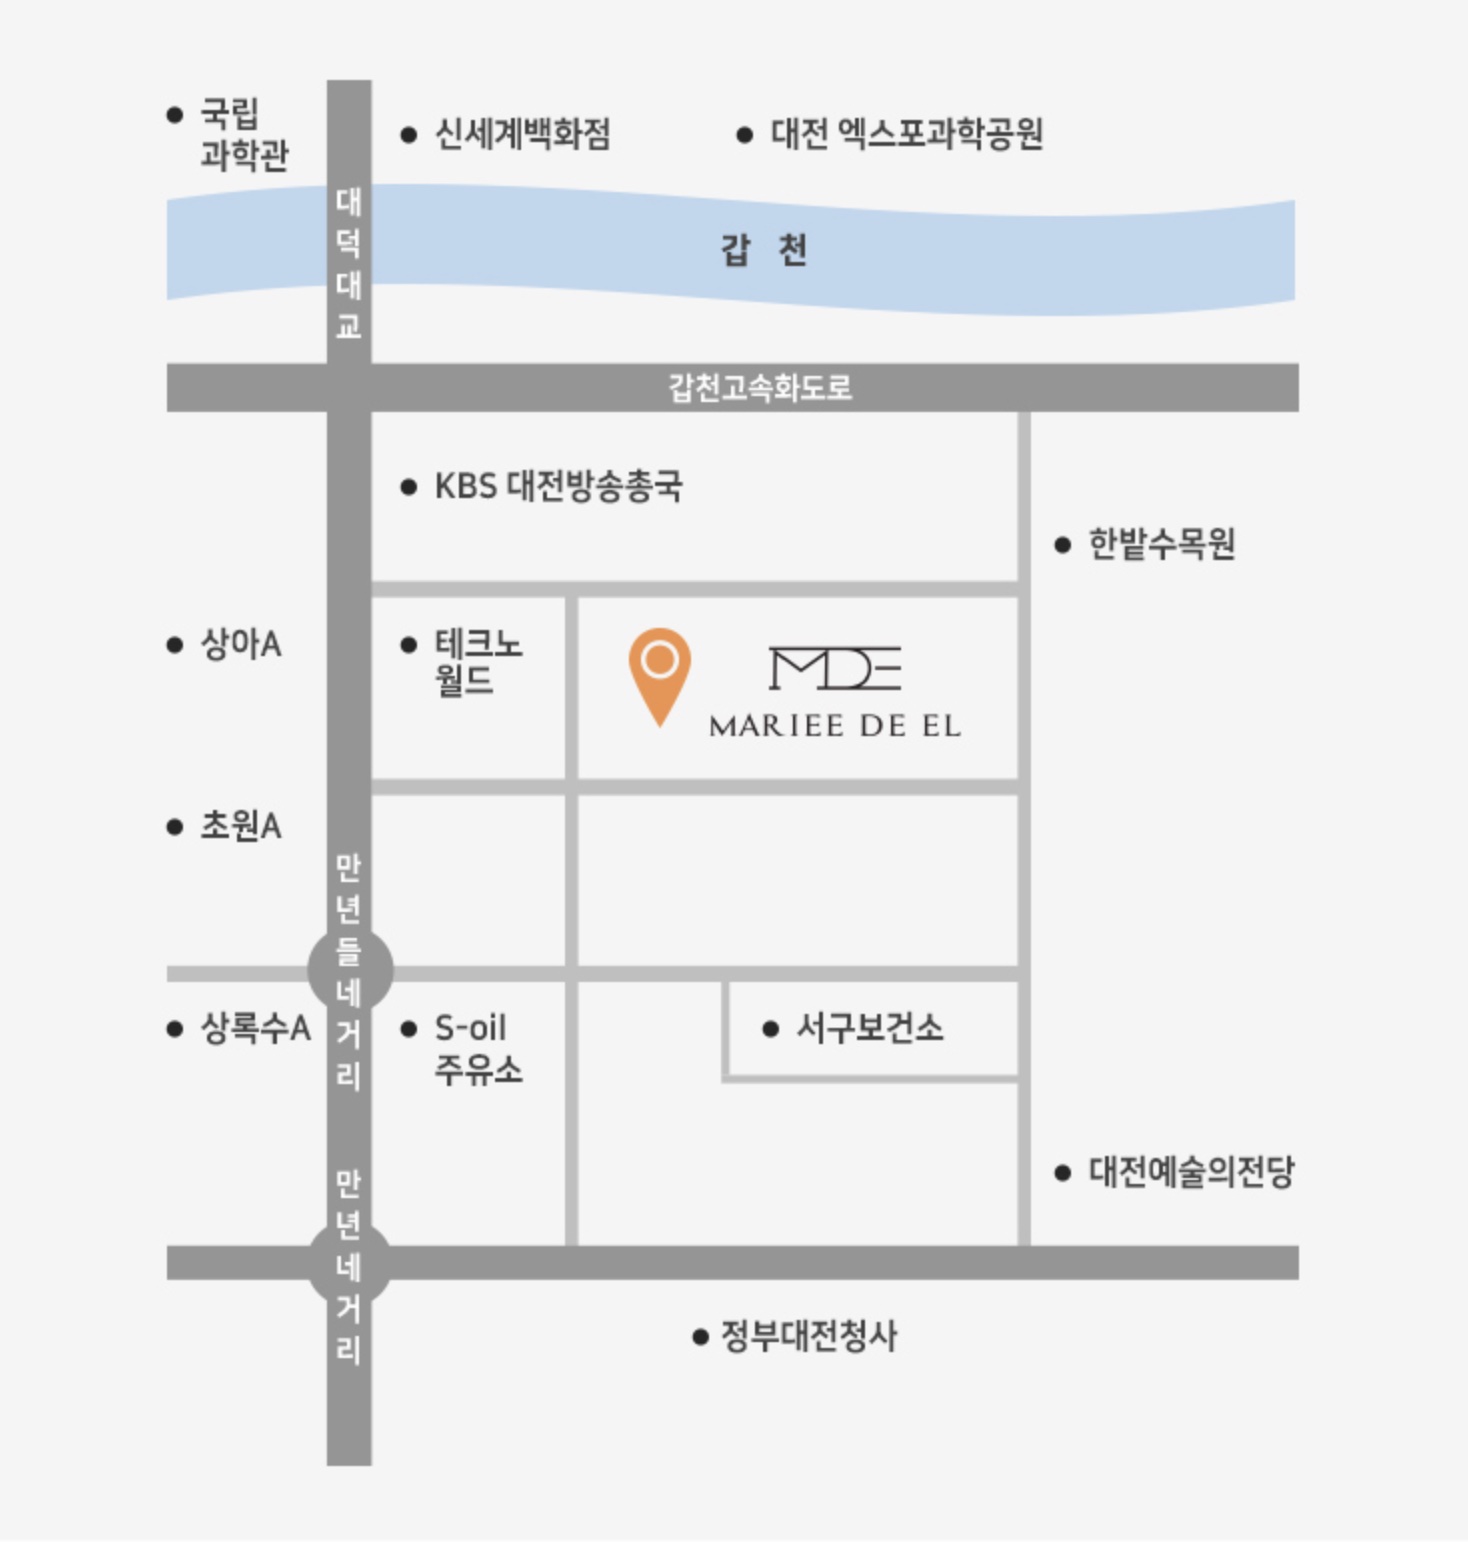 국립
과학관
신세계백화점
대전 엑스포과학공원
대덕대교
갑 천
갑천고속화도로
KBS 대전방송총국
한밭수목원
상아A
테크노
월드
MDE
MARIEE DE EL
초원A
만년들네거리
상록수A
S-oil
주유소
서구보건소
만년네거리
대전예술의전당
정부대전청사